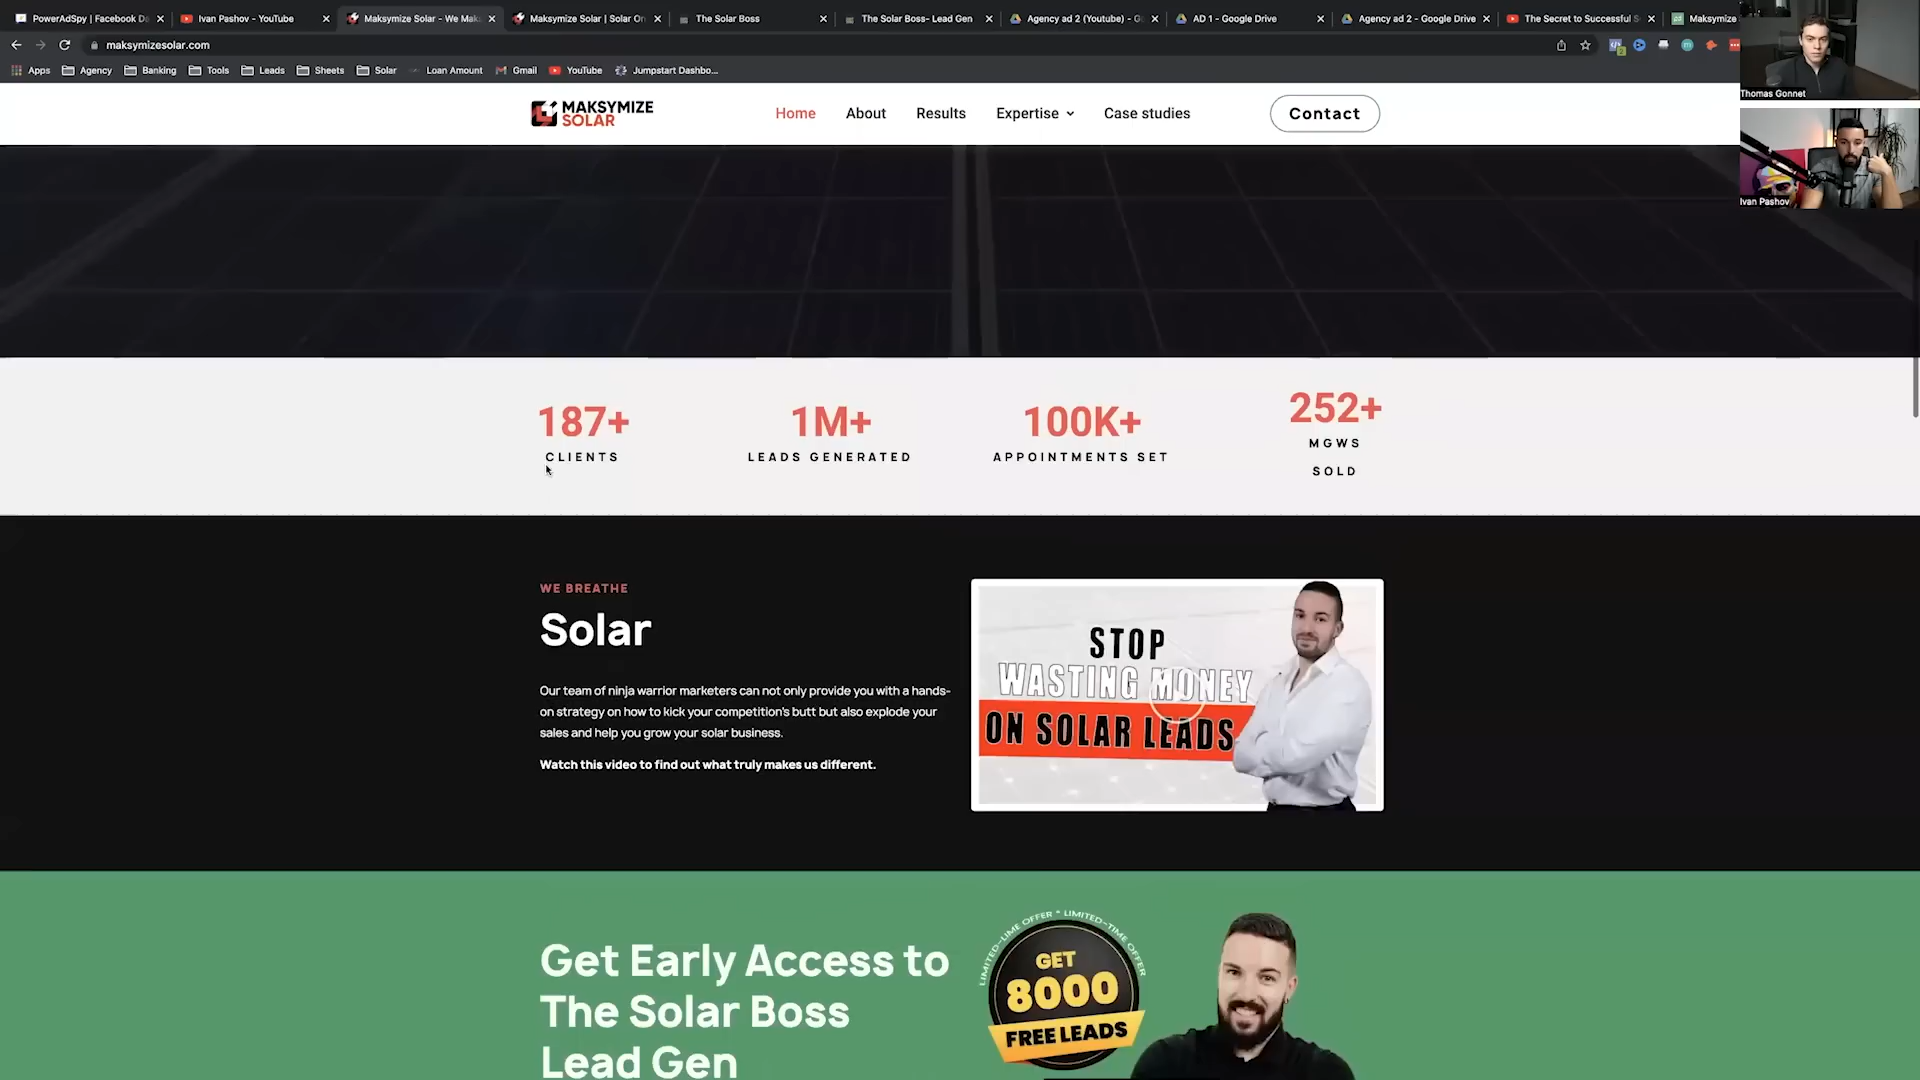 PowerAdSpy | Facebook Da
Ivan Pashov - YouTube
Maksymize Solar - We Mak
Maksymize Solar | Solar On
The Solar Boss
The Solar Boss- Lead Gen
Agency ad 2 (Youtube) - G
AD 1 - Google Drive
Agency ad 2 - Google Drive
The Secret to Successful S
Maksymize
maksymizesolar.com
Apps
Agency
Banking
Tools
Leads
Sheets
Solar
Loan Amount
Gmail
YouTube
Jumpstart Dashbo...
Thomas Gonnet
Ivan Pashov
MAKSYMIZE
SOLAR
Home
About
Results
Expertise
Case studies
Contact
187+
CLIENTS
1M+
LEADS GENERATED
100K+
APPOINTMENTS SET
252+
MGWS
SOLD
WE BREATHE
Solar
Our team of ninja warrior marketers can not only provide you with a hands-
on strategy on how to kick your competition's butt but also explode your
sales and help you grow your solar business.
Watch this video to find out what truly makes us different.
STOP
WASTING MONEY
ON SOLAR LEADS
Get Early Access to
The Solar Boss
Lead Gen
LIMITED-LIME OFFER * LIMITED-TIME OFFER
GET
8000
FREE LEADS